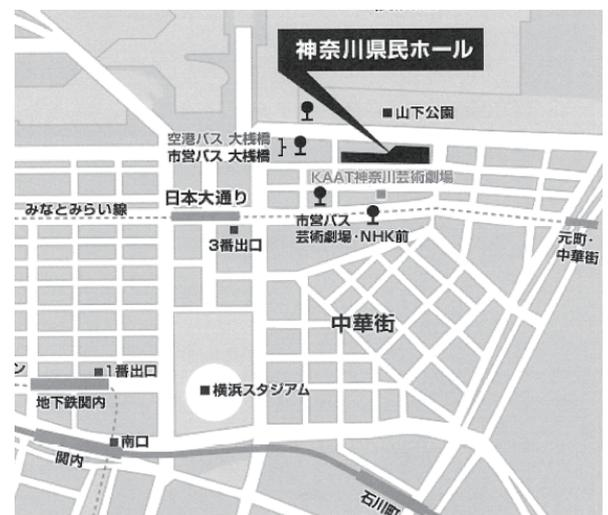 神奈川県民ホール
山下公園
空港バス 大桟橋
市営バス 大桟橋
KAAT神奈川芸術劇場
日本大通り
みなとみらい線
市営バス
芸術劇場・NHK前
3番出口
元町・
中華街
中華街
ン
1番出口
横浜スタジアム
地下鉄関内
南口
関内
石川町